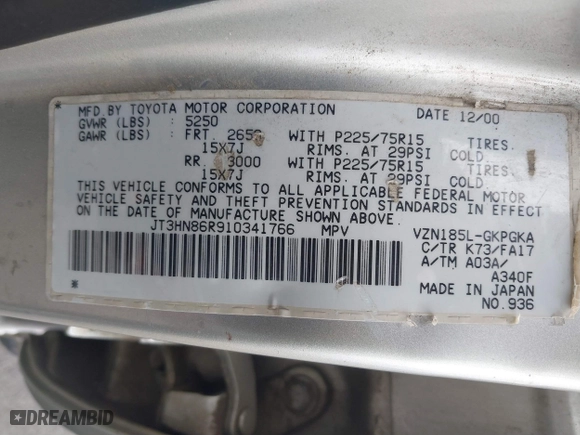 MFD. BY TOYOTA MOTOR CORPORATION DATE 12/00
GVWR (LBS) : 5250
GAWR (LBS) : FRT. 2655 WITH P225/75R15 TIRES.
15X7J RIMS. AT 29PSI COLD.
RR. 3000 WITH P225/75R15 TIRES.
15X7J RIMS. AT 29PSI COLD.
THIS VEHICLE CONFORMS TO ALL APPLICABLE FEDERAL MOTOR
VEHICLE SAFETY AND THEFT PREVENTION STANDARDS IN EFFECT
ON THE DATE OF MANUFACTURE SHOWN ABOVE.
JT3HN86R910341766 MPV VZN185L-GKPGKA
C/TR K73/FA17
A/TM A03A/
A340F
MADE IN JAPAN
NO. 936
DREAMBID